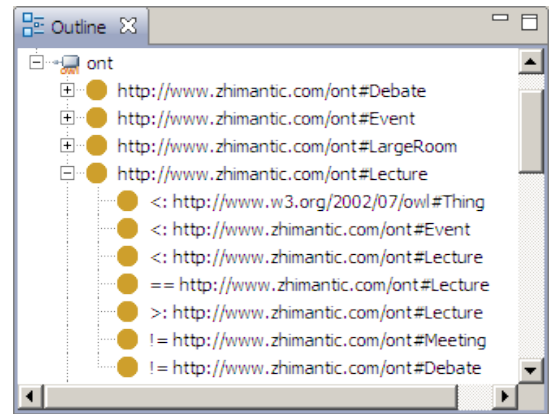 Outline
ont
owl
http://www.zhimantic.com/ont#Debate
http://www.zhimantic.com/ont#Event
http://www.zhimantic.com/ont#LargeRoom
http://www.zhimantic.com/ont#Lecture
<: http://www.w3.org/2002/07/owl#Thing
<: http://www.zhimantic.com/ont#Event
<: http://www.zhimantic.com/ont#Lecture
== http://www.zhimantic.com/ont#Lecture
>: http://www.zhimantic.com/ont#Lecture
!= http://www.zhimantic.com/ont#Meeting
!= http://www.zhimantic.com/ont#Debate